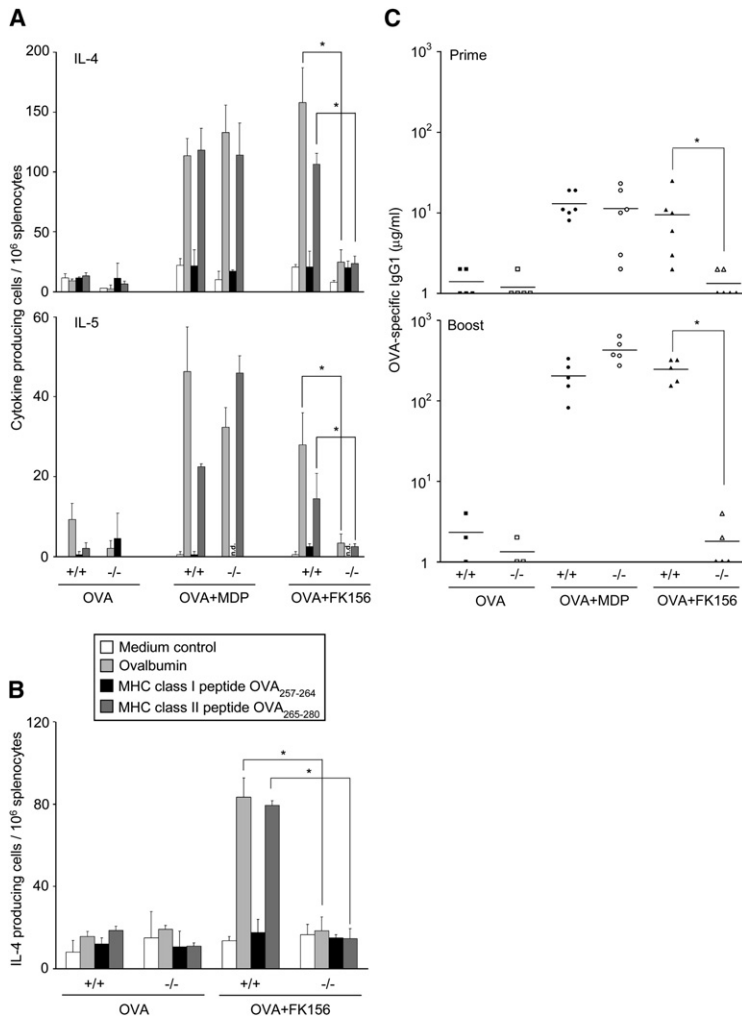 A
IL-4
Cytokine producing cells / 10⁶ splenocytes
200
150
100
50
0
* *
IL-5
60
40
20
0
* *
n.d.
n.d.
+/+ -/- +/+ -/- +/+ -/-
OVA OVA+MDP OVA+FK156
C
Prime
OVA-specific IgG1 (μg/ml)
10³
10²
10¹
1
*
Boost
10³
10²
10¹
1
*
+/+ -/- +/+ -/- +/+ -/-
OVA OVA+MDP OVA+FK156
Medium control
Ovalbumin
MHC class I peptide OVA₂₅₇₋₂₆₄
MHC class II peptide OVA₂₆₅₋₂₈₀
B
IL-4 producing cells / 10⁶ splenocytes
120
80
40
0
* *
+/+ -/- +/+ -/-
OVA OVA+FK156